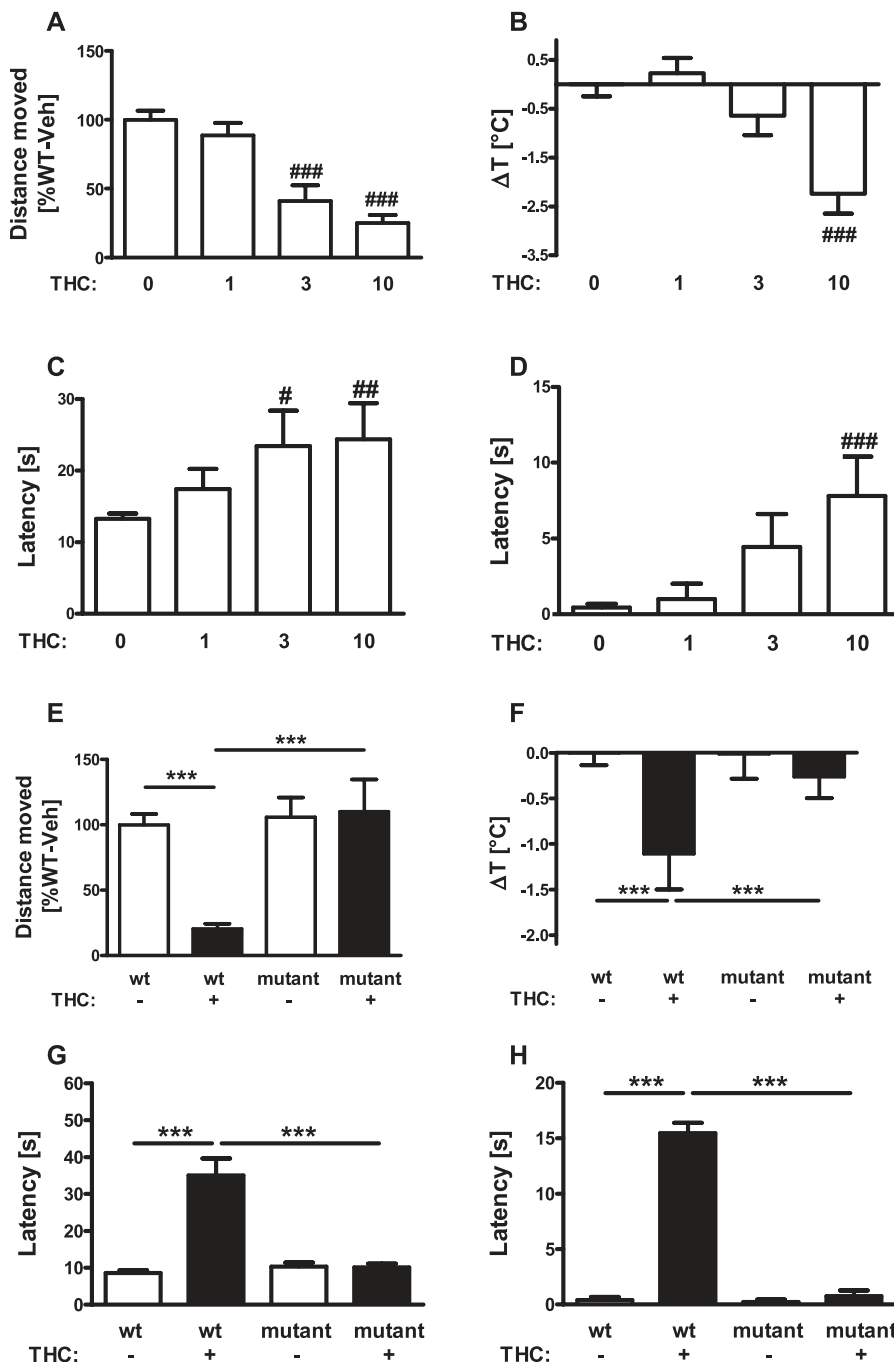 A
Distance moved
[%WT-Veh]
150
100
50
0
###
###
THC: 0 1 3 10
B
ΔT [°C]
0.5
-0.5
-1.5
-2.5
-3.5
###
THC: 0 1 3 10
C
Latency [s]
30
20
10
0
#
##
THC: 0 1 3 10
D
Latency [s]
15
10
5
0
###
THC: 0 1 3 10
E
Distance moved
[%WT-Veh]
150
100
50
0
***
***
wt wt mutant mutant
THC: - + - +
F
ΔT [°C]
0.0
-0.5
-1.0
-1.5
-2.0
***
***
wt wt mutant mutant
THC: - + - +
G
Latency [s]
60
50
40
30
20
10
0
***
***
wt wt mutant mutant
THC: - + - +
H
Latency [s]
20
15
10
5
0
***
***
wt wt mutant mutant
THC: - + - +